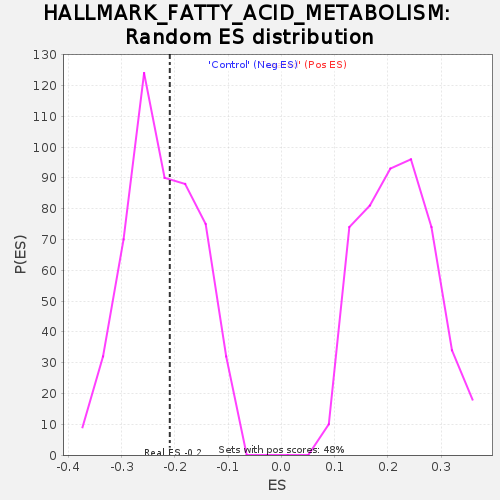 HALLMARK_FATTY_ACID_METABOLISM:
Random ES distribution
'Control' (Neg ES)' (Pos ES)
130
120
110
100
90
80
70
60
50
40
30
20
10
0
P(ES)
Real ES -0.2
Sets with pos scores: 48%
-0.4 -0.3 -0.2 -0.1 0.0 0.1 0.2 0.3
ES